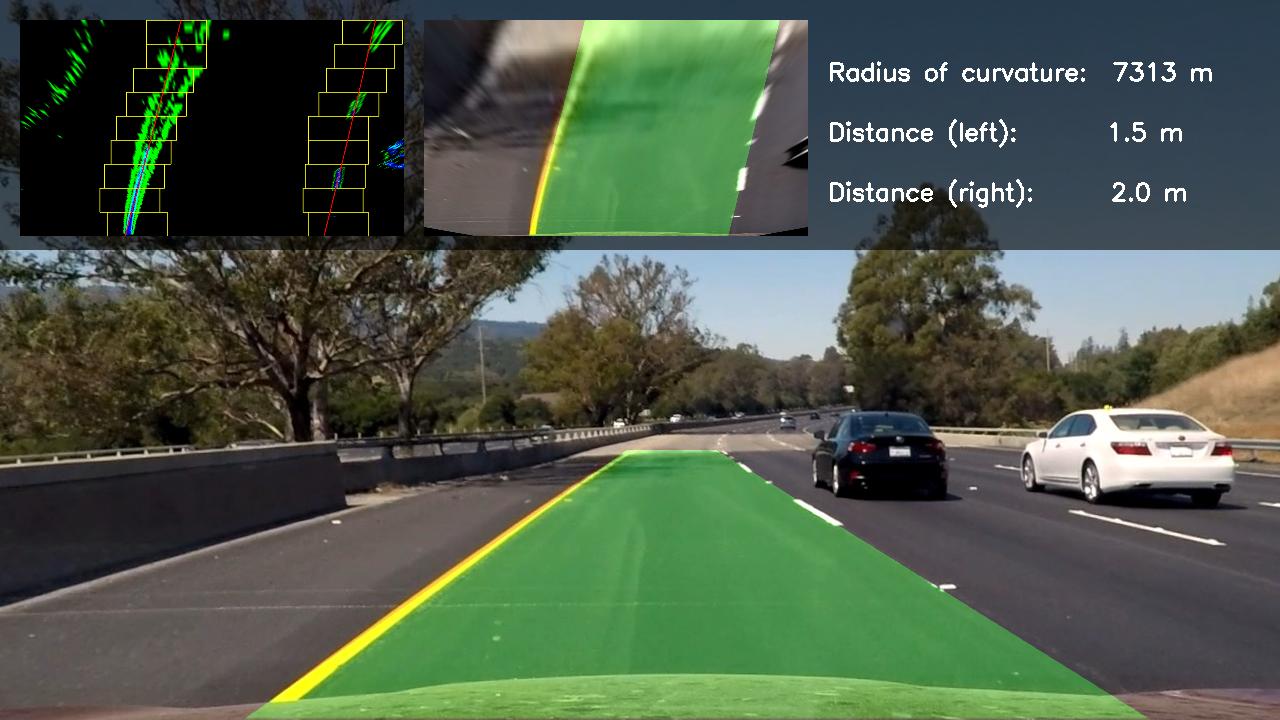 Radius of curvature: 7313 m
Distance (left): 1.5 m
Distance (right): 2.0 m